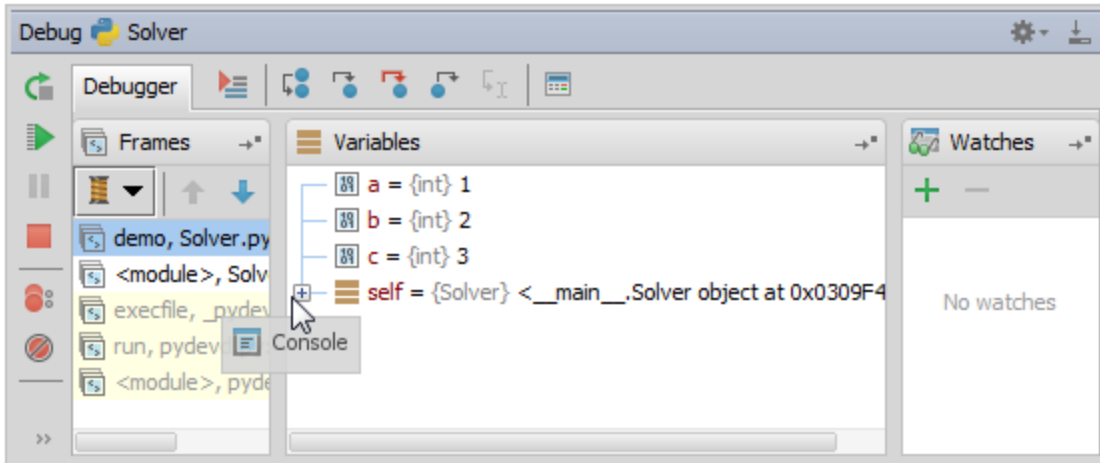 Debug Solver
Debugger
Frames
Variables
Watches
a = {int} 1
b = {int} 2
c = {int} 3
self = {Solver} <__main__.Solver object at 0x0309F4
demo, Solver.py
<module>, Solv
execfile, _pydev
run, pydev
<module>, pyde
Console
No watches